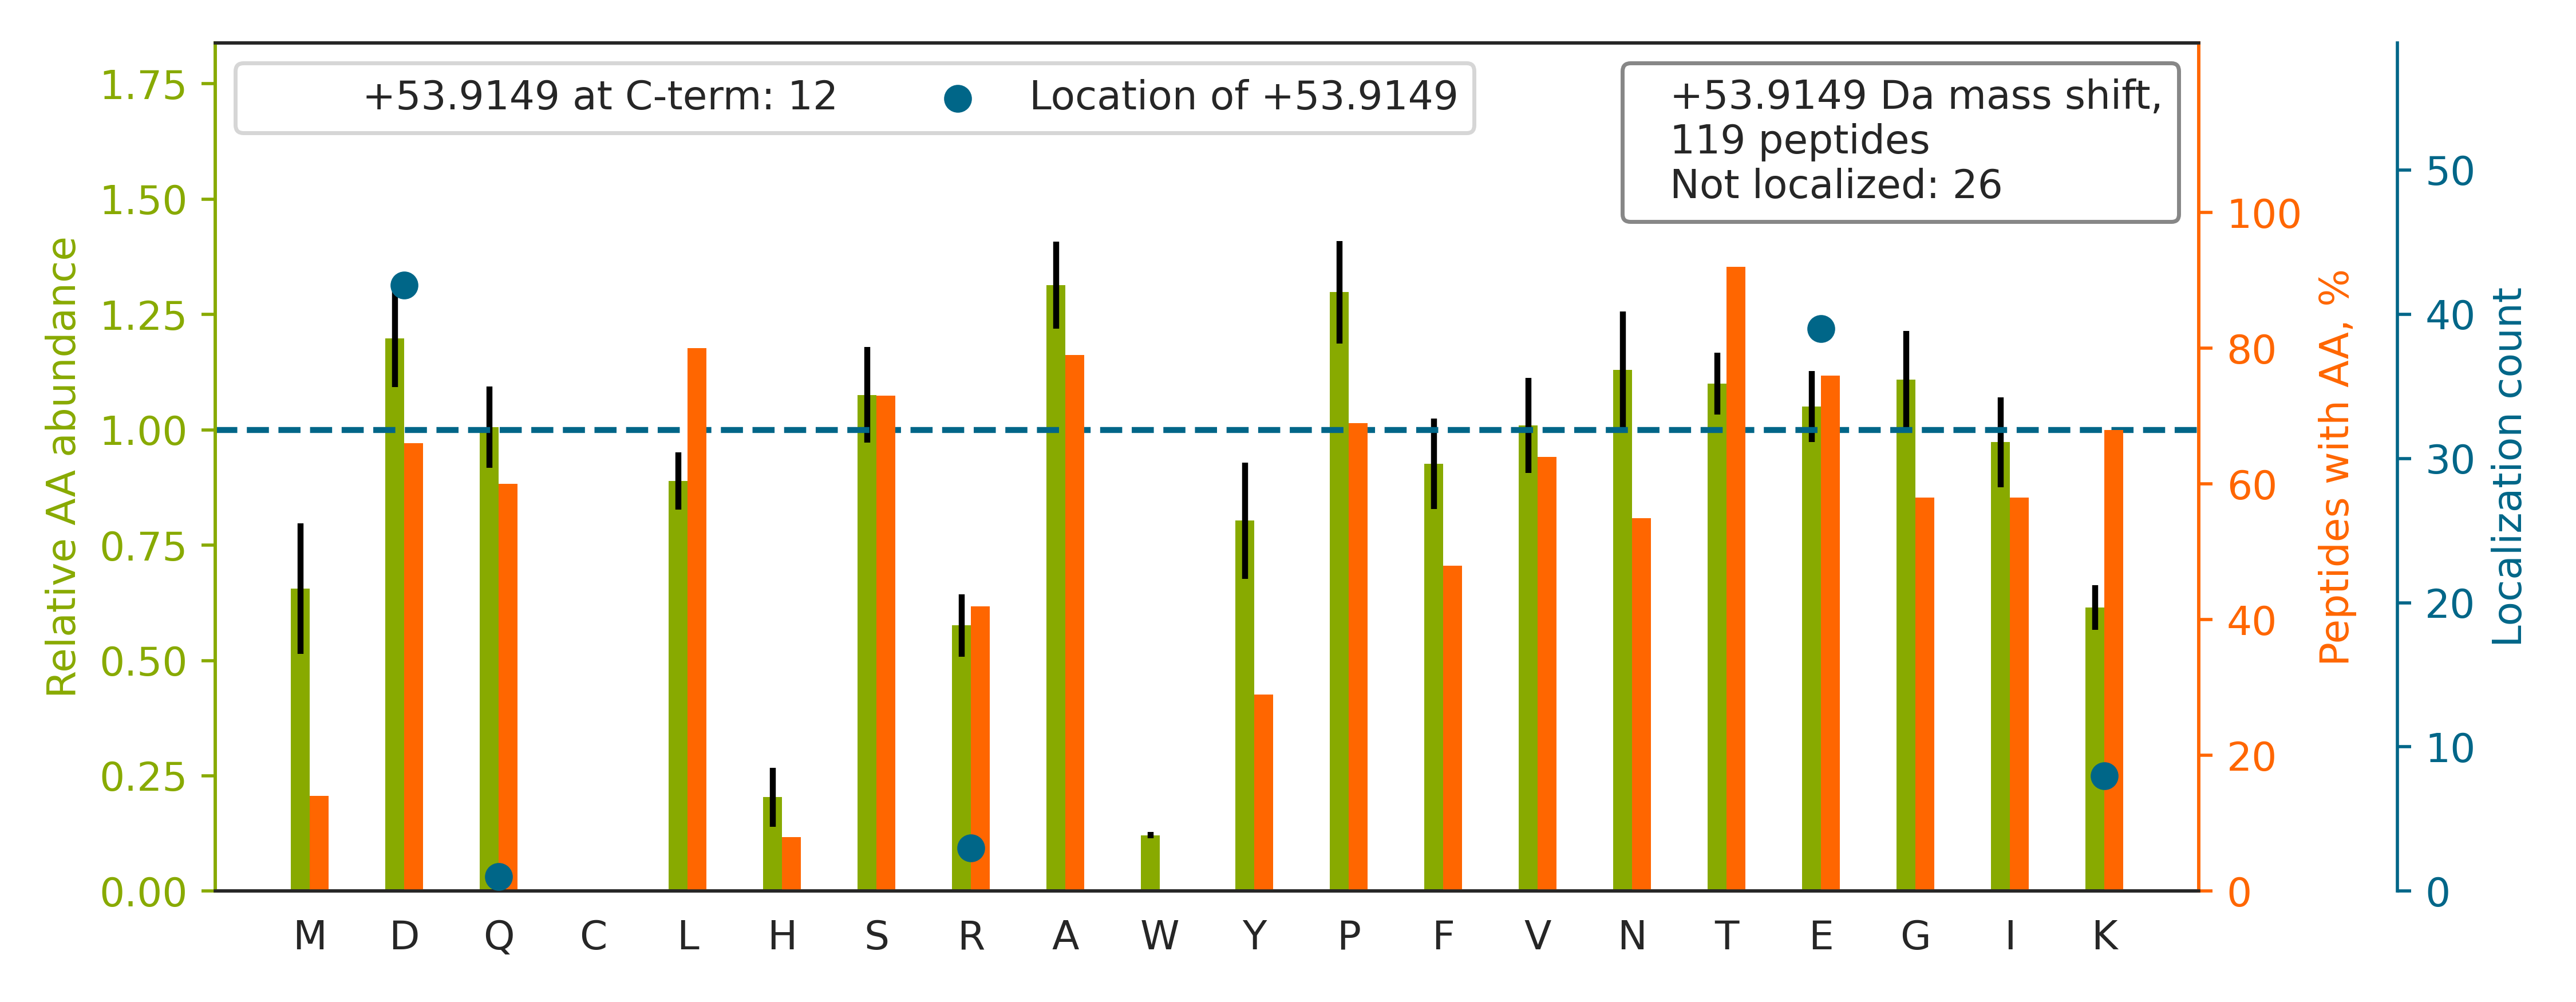 +53.9149 at C-term: 12
Location of +53.9149
+53.9149 Da mass shift,
119 peptides
Not localized: 26
Relative AA abundance
1.75
1.50
1.25
1.00
0.75
0.50
0.25
0.00
M D Q C L H S R A W Y P F V N T E G I K
100
80
60
40
20
0
Peptides with AA, %
50
40
30
20
10
0
Localization count